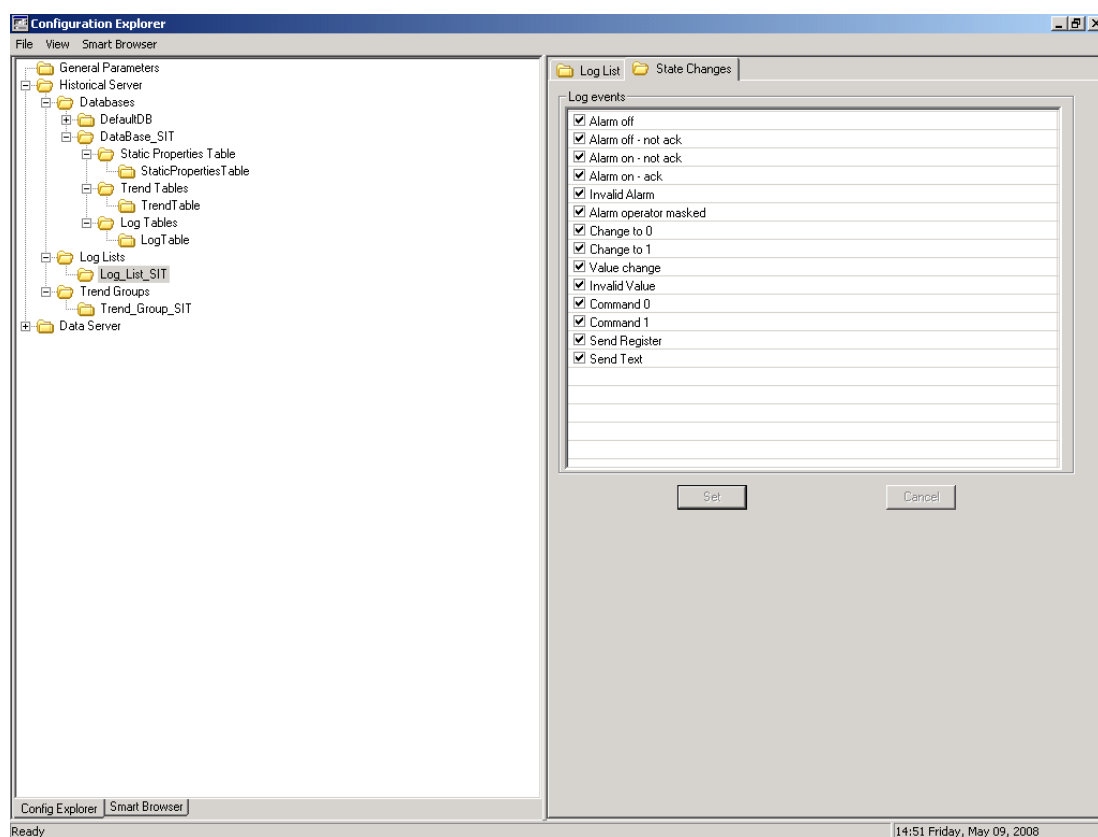 Configuration Explorer
File View Smart Browser
General Parameters
Historical Server
Databases
DefaultDB
DataBase_SIT
Static Properties Table
StaticPropertiesTable
Trend Tables
TrendTable
Log Tables
LogTable
Log Lists
Log_List_SIT
Trend Groups
Trend_Group_SIT
Data Server
Config Explorer Smart Browser
Log List State Changes
Log events
Alarm off
Alarm off - not ack
Alarm on - not ack
Alarm on - ack
Invalid Alarm
Alarm operator masked
Change to 0
Change to 1
Value change
Invalid Value
Command 0
Command 1
Send Register
Send Text
Set Cancel
Ready 14:51 Friday, May 09, 2008